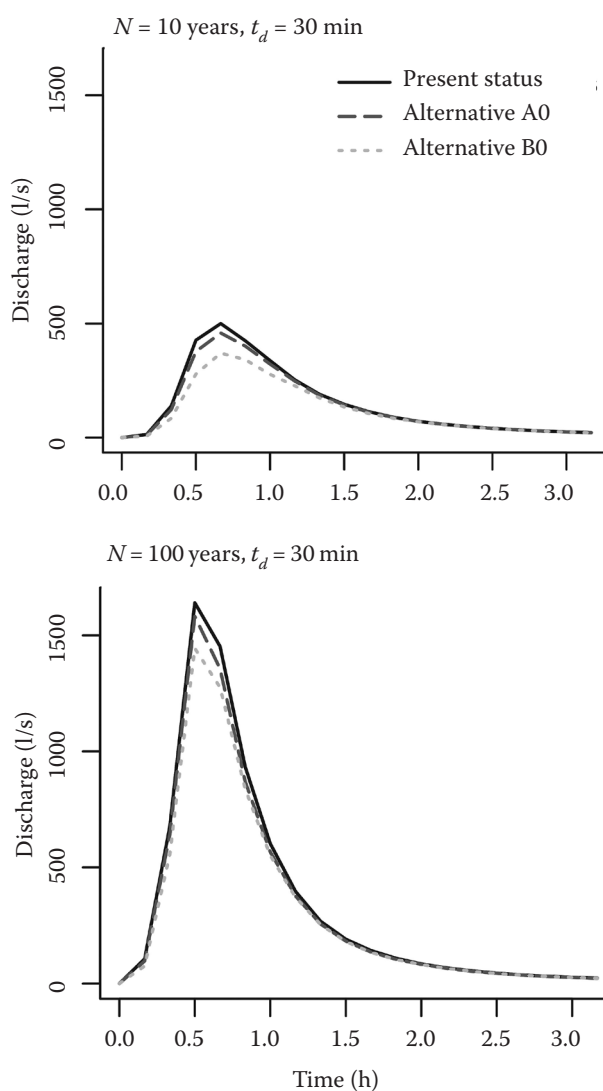 N = 10 years, t_d = 30 min
Present status
Alternative A0
Alternative B0
Discharge (l/s)
1500
1000
500
0
0.0 0.5 1.0 1.5 2.0 2.5 3.0
N = 100 years, t_d = 30 min
Discharge (l/s)
1500
1000
500
0
0.0 0.5 1.0 1.5 2.0 2.5 3.0
Time (h)